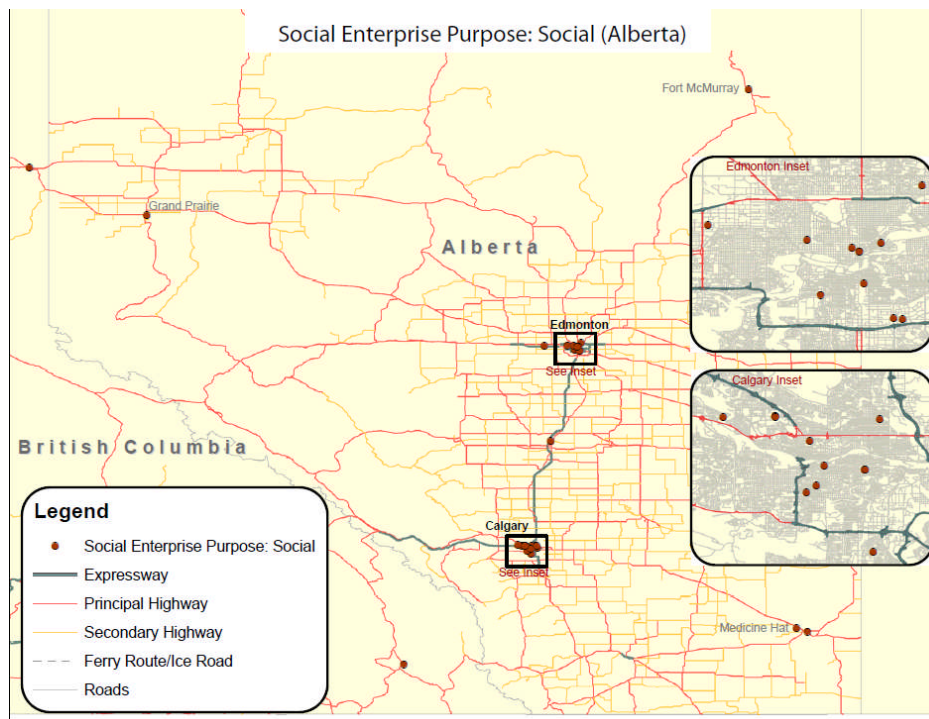 Social Enterprise Purpose: Social (Alberta)
Fort McMurray
Edmonton Inset
Grand Prairie
Alberta
Edmonton
See Inset
Calgary Inset
British Columbia
Legend
Social Enterprise Purpose: Social
Expressway
Principal Highway
Secondary Highway
Ferry Route/Ice Road
Roads
Calgary
See Inset
Medicine Hat